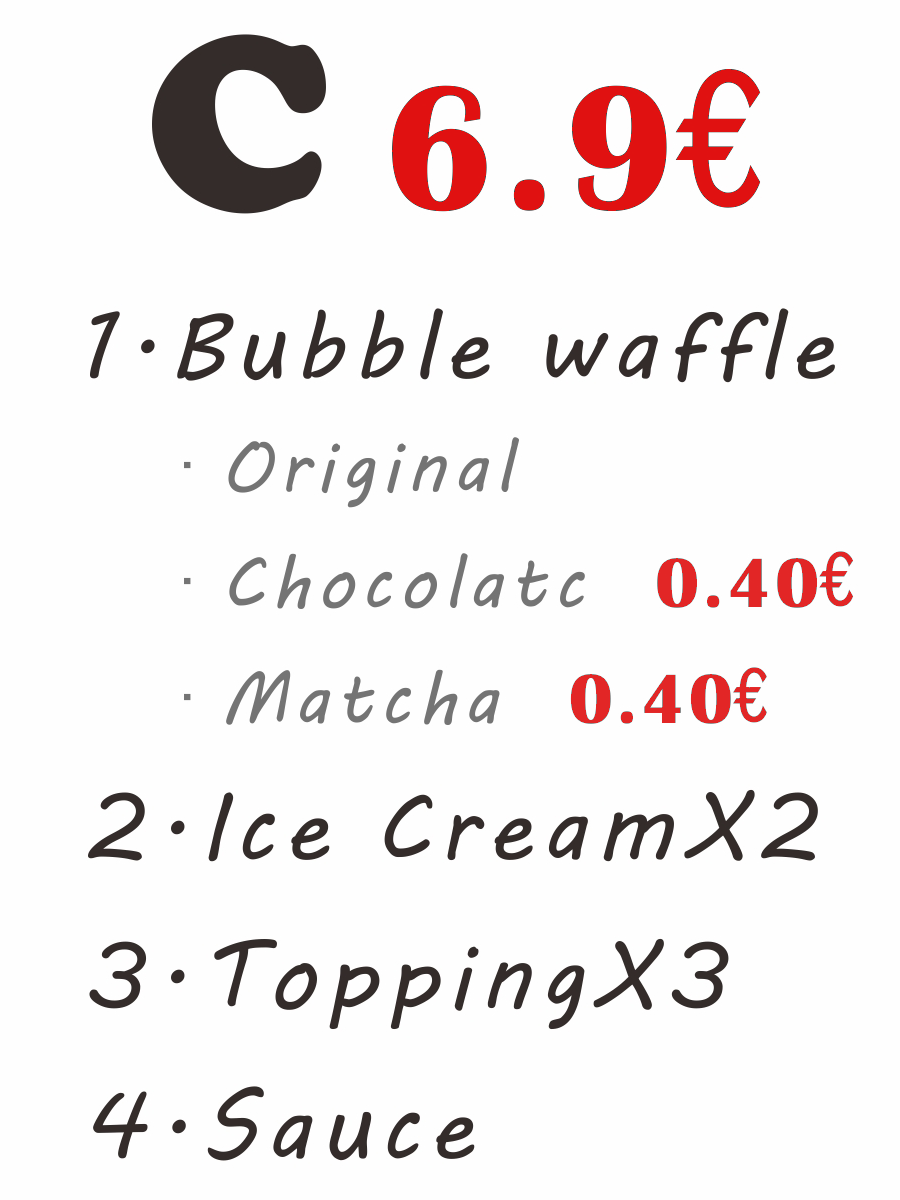 C 6.9€
1·Bubble waffle
· Original
· Chocolatc 0.40€
· Matcha 0.40€
2·Ice CreamX2
3·ToppingX3
4·Sauce